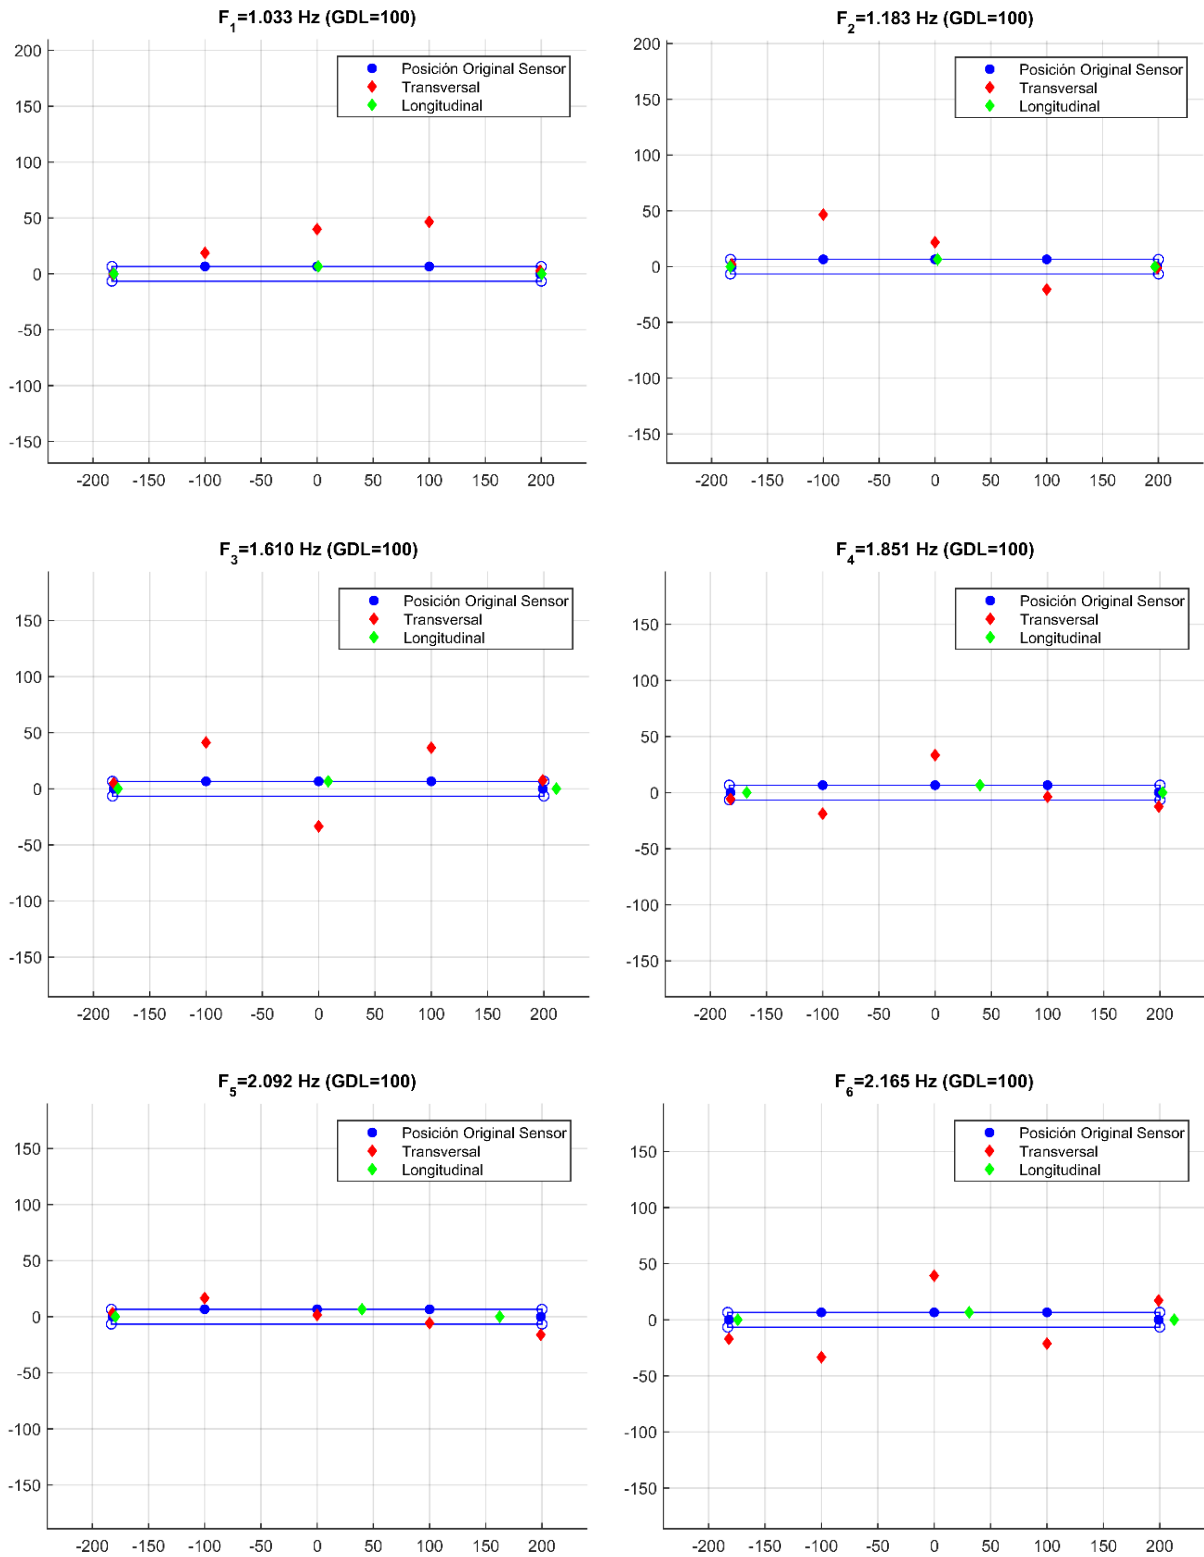 F1=1.033 Hz (GDL=100)
Posición Original Sensor
Transversal
Longitudinal
200
150
100
50
0
-50
-100
-150
-200 -150 -100 -50 0 50 100 150 200
F2=1.183 Hz (GDL=100)
Posición Original Sensor
Transversal
Longitudinal
200
150
100
50
0
-50
-100
-150
-200 -150 -100 -50 0 50 100 150 200
F3=1.610 Hz (GDL=100)
Posición Original Sensor
Transversal
Longitudinal
150
100
50
0
-50
-100
-150
-200 -150 -100 -50 0 50 100 150 200
F4=1.851 Hz (GDL=100)
Posición Original Sensor
Transversal
Longitudinal
150
100
50
0
-50
-100
-150
-200 -150 -100 -50 0 50 100 150 200
F5=2.092 Hz (GDL=100)
Posición Original Sensor
Transversal
Longitudinal
150
100
50
0
-50
-100
-150
-200 -150 -100 -50 0 50 100 150 200
F6=2.165 Hz (GDL=100)
Posición Original Sensor
Transversal
Longitudinal
150
100
50
0
-50
-100
-150
-200 -150 -100 -50 0 50 100 150 200